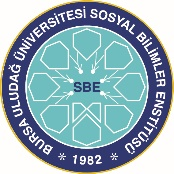 BURSA ULUDAĞ ÜNİVERSİTESİ SOSYAL BİLİMLER ENSTİTÜSÜ
SBE
* 1982 *